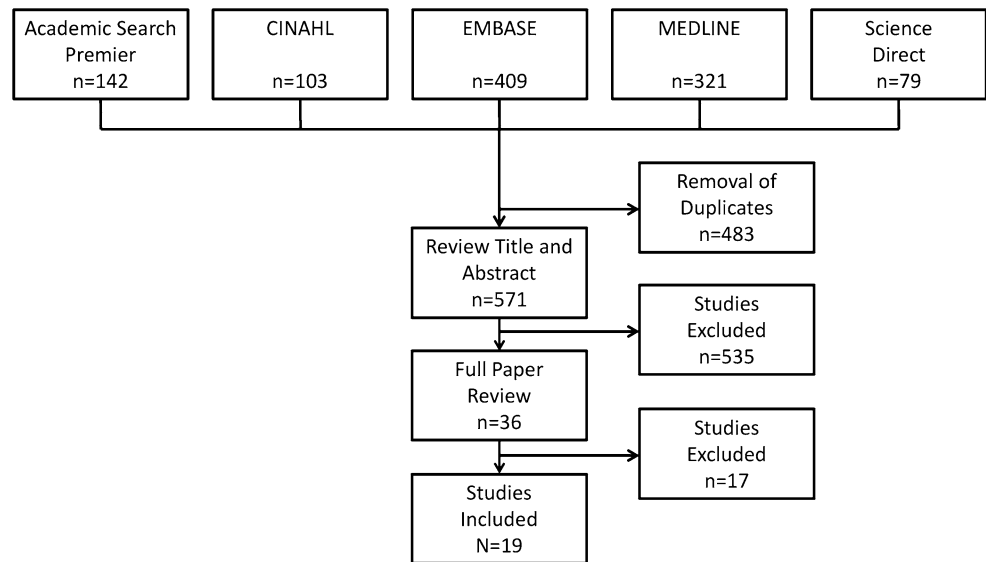 Academic Search
Premier
n=142
CINAHL
n=103
EMBASE
n=409
MEDLINE
n=321
Science
Direct
n=79
Removal of
Duplicates
n=483
Review Title and
Abstract
n=571
Studies
Excluded
n=535
Full Paper
Review
n=36
Studies
Excluded
n=17
Studies
Included
N=19